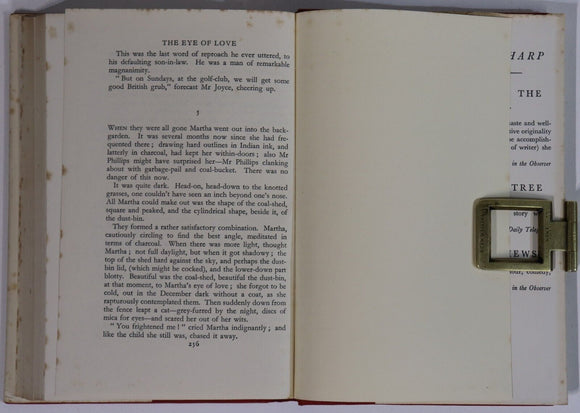 THE EYE OF LOVE
This was the last word of reproach he ever uttered, to
his defaulting son-in-law. He was a man of remarkable
magnanimity.
“ But on Sundays, at the golf-club, we will get some
good British grub,” forecast Mr Joyce, cheering up.
5
WHEN they were all gone Martha went out into the back-
garden. It was several months now since she had fre-
quented there ; drawing hard outlines in Indian ink, and
latterly in charcoal, had kept her within-doors ; also Mr
Phillips might have surprised her—Mr Phillips clanking
about with garbage-pail and coal-bucket. There was no
danger of this now.
It was quite dark. Head-on, head-down to the knotted
grasses, one couldn't have seen an inch beyond one's nose.
All Martha could make out was the shape of the coal-shed,
square and peaked, and the cylindrical shape, beside it, of
the dust-bin.
They formed a rather satisfactory combination. Martha,
cautiously circling to find the best angle, meditated in
terms of charcoal. When there was more light, thought
Martha ; not full daylight, but when it got shadowy ; the
top of the shed hard against the sky, and perhaps the dust-
bin lid, (which might be cocked), and the lower-down part
blotty. Beautiful was the coal-shed, beautiful the dust-bin,
at that moment, to Martha's eye of love ; she forgot to be
cold, out in the December dark without a coat, as she
rapturously contemplated them. Then suddenly down from
the fence leapt a cat—grey-furred by the night, discs of
mica for eyes—and scared her out of her wits.
“ You frightened me ! ” cried Martha indignantly ; and
like the child she still was, chased it away.
256
HARP
THE
taste and well-
tive originality
e accomplish-
of writer) she
in the Observer
TREE
story w
Daily Tele
EWS
our, comedy,
in the Observer